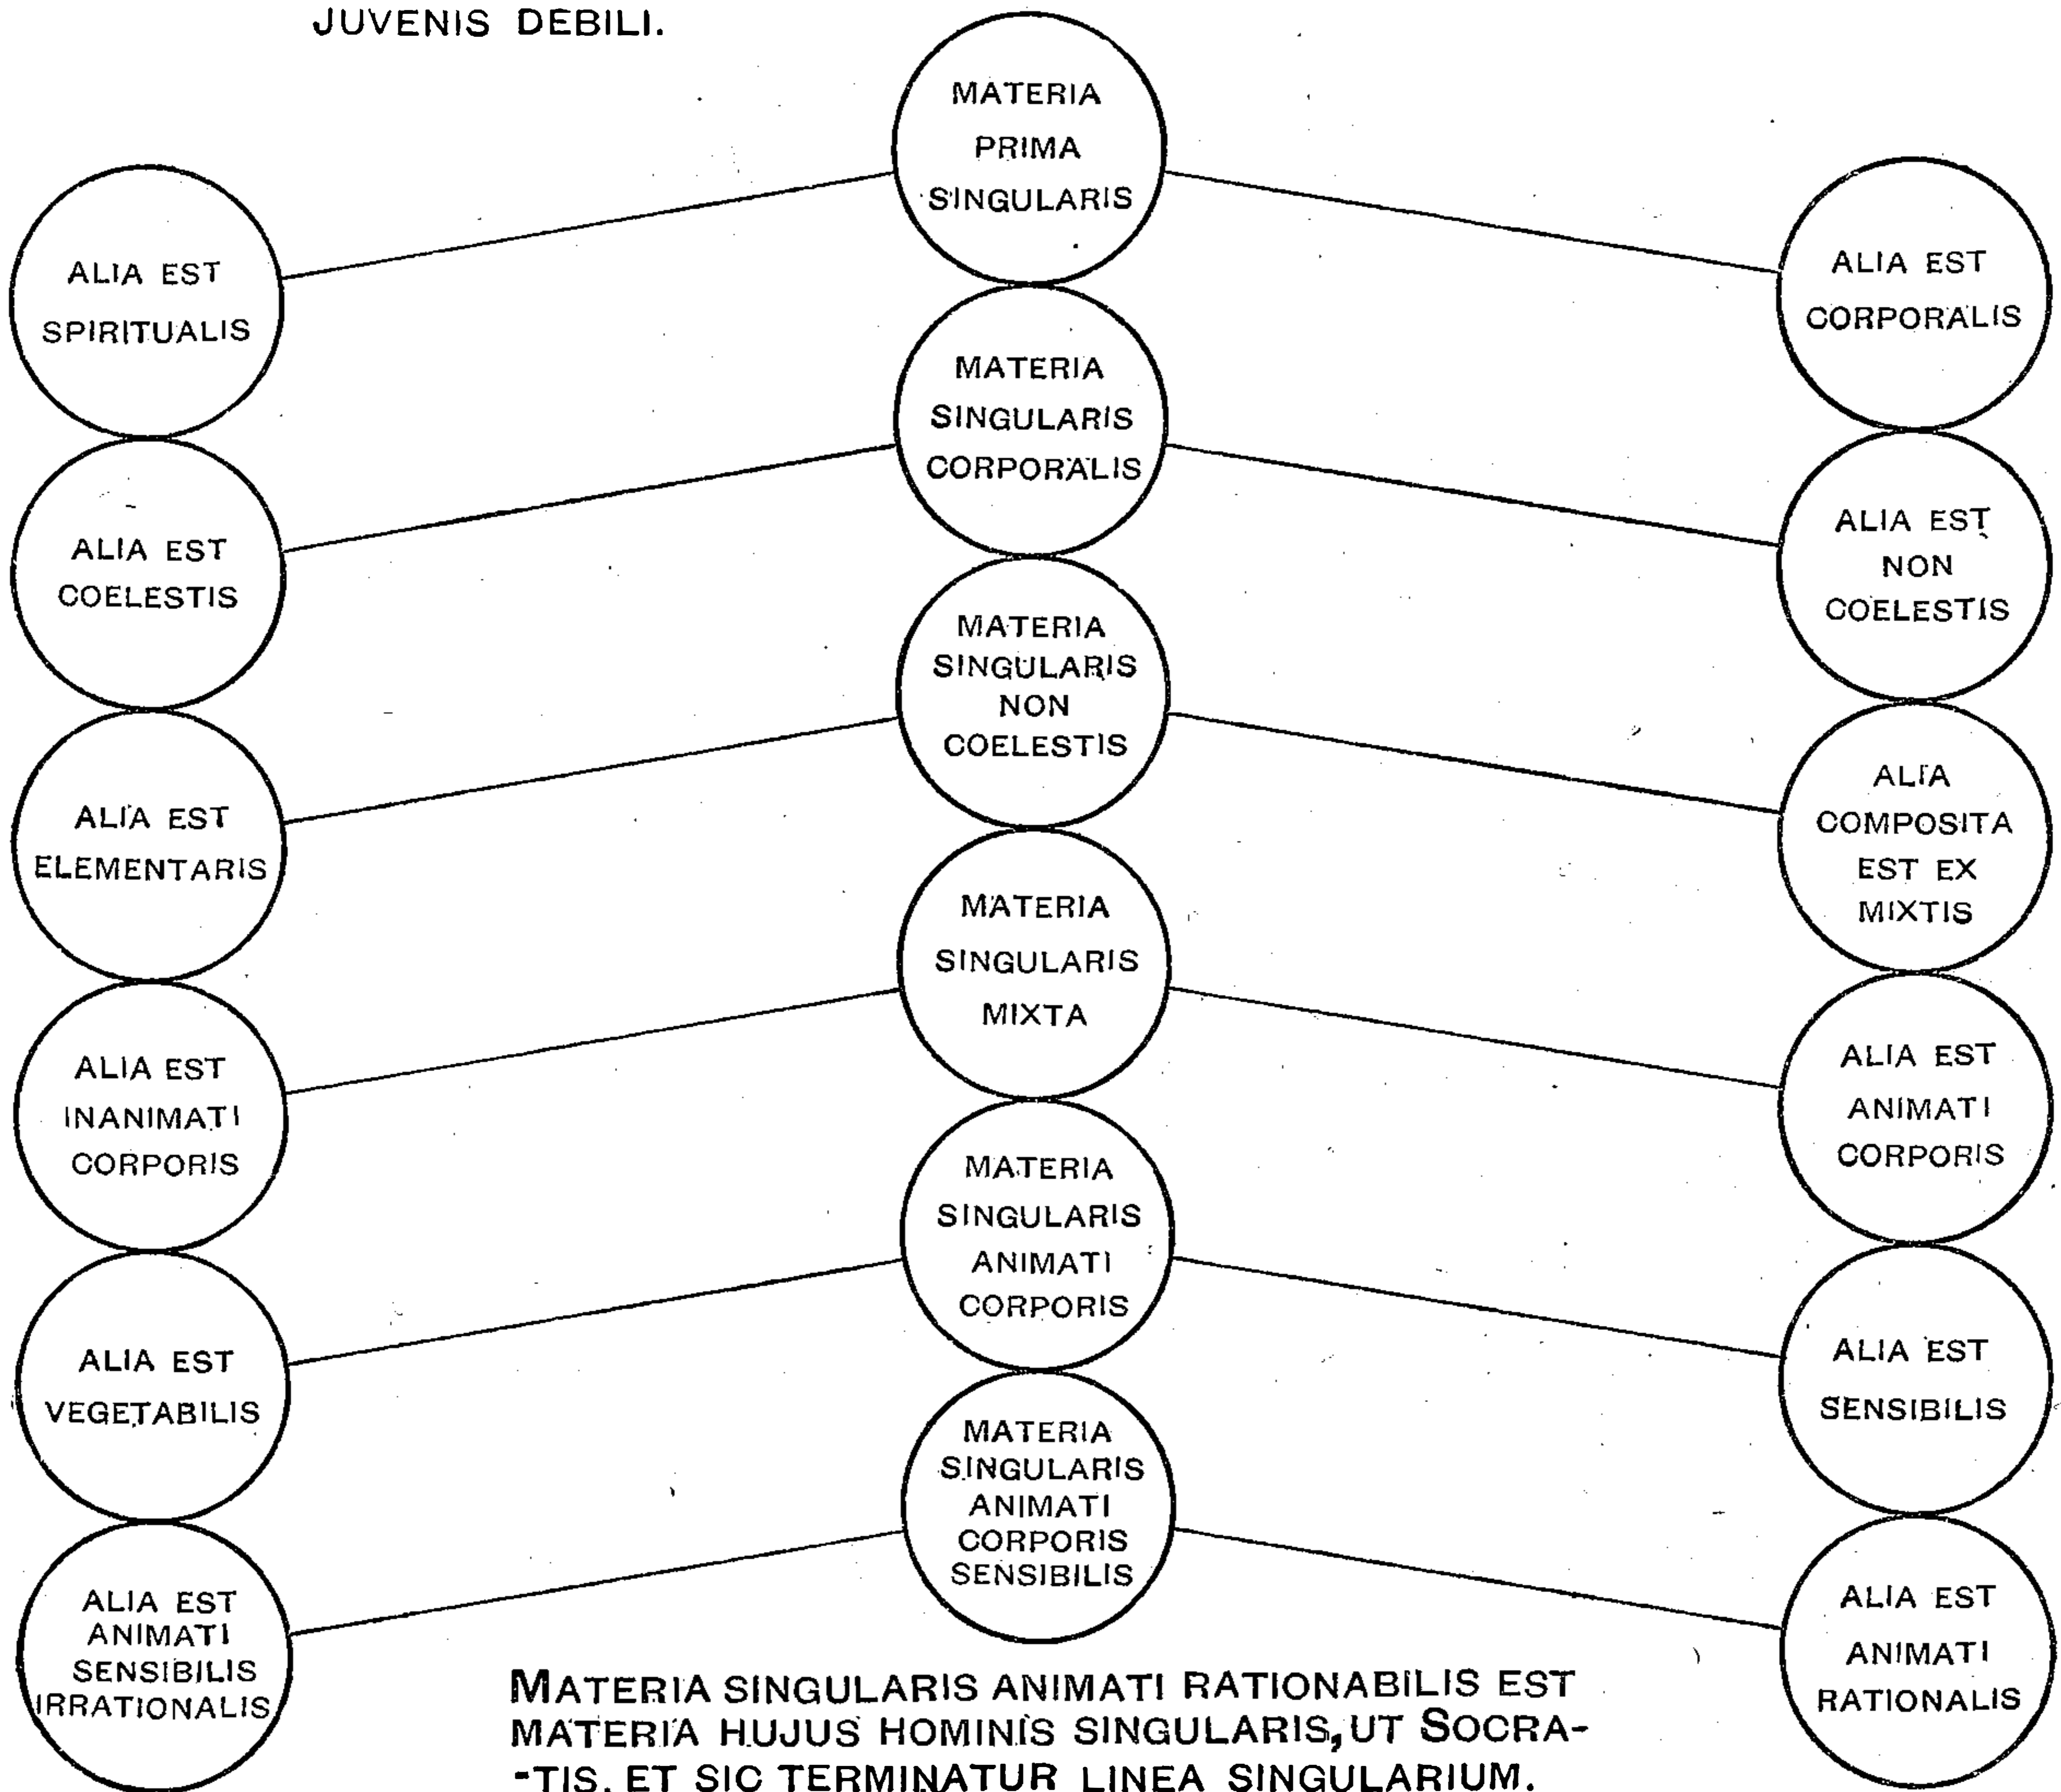 JUVENIS DEBILI.
MATERIA
PRIMA
SINGULARIS
ALIA EST
SPIRITUALIS
ALIA EST
CORPORALIS
MATERIA
SINGULARIS
CORPORALIS
ALIA EST
COELESTIS
ALIA EST
NON
COELESTIS
MATERIA
SINGULARIS
NON
COELESTIS
ALIA EST
ELEMENTARIS
ALIA
COMPOSITA
EST EX
MIXTIS
MATERIA
SINGULARIS
MIXTA
ALIA EST
INANIMATI
CORPORIS
ALIA EST
ANIMATI
CORPORIS
MATERIA
SINGULARIS
ANIMATI
CORPORIS
ALIA EST
VEGETABILIS
ALIA EST
SENSIBILIS
MATERIA
SINGULARIS
ANIMATI
CORPORIS
SENSIBILIS
ALIA EST
ANIMATI
SENSIBILIS
IRRATIONALIS
ALIA EST
ANIMATI
RATIONALIS
MATERIA SINGULARIS ANIMATI RATIONABILIS EST
MATERIA HUJUS HOMINIS SINGULARIS, UT SOCRA-
-TIS, ET SIC TERMINATUR LINEA SINGULARIUM.